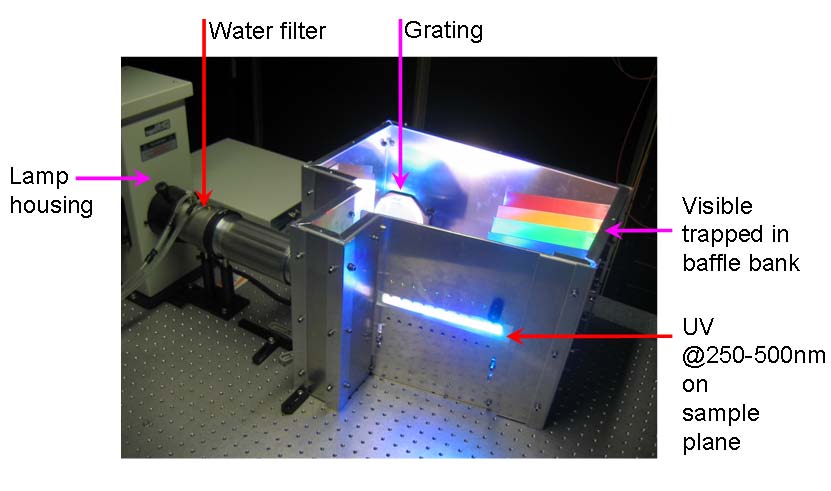 Water filter
Grating
Lamp
housing
Visible
trapped in
baffle bank
UV
@250-500nm
on
sample
plane